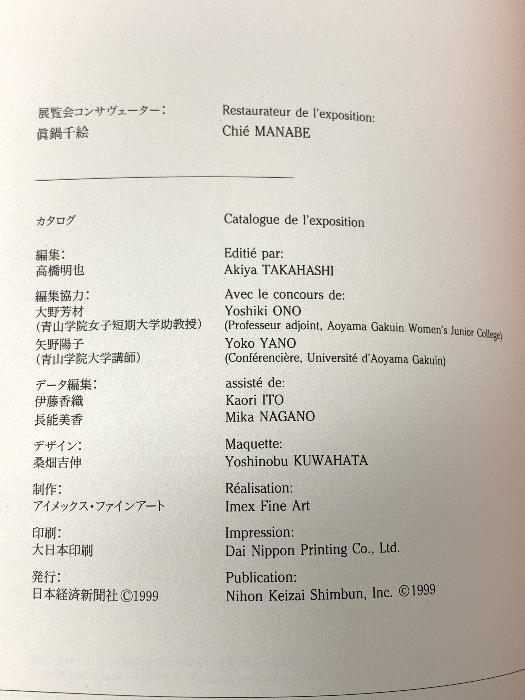 展覧会コンサヴェーター: Restaurateur de l'exposition:
眞鍋千絵 Chié MANABE
カタログ Catalogue de l'exposition
編集: Editié par:
高橋明也 Akiya TAKAHASHI
編集協力: Avec le concours de:
大野芳材 Yoshiki ONO
(青山学院女子短期大学助教授) (Professeur adjoint, Aoyama Gakuin Women's Junior College)
矢野陽子 Yoko YANO
(青山学院大学講師) (Conférencière, Université d'Aoyama Gakuin)
データ編集: assisté de:
伊藤香織 Kaori ITO
長能美香 Mika NAGANO
デザイン: Maquette:
桑畑吉伸 Yoshinobu KUWAHATA
制作: Réalisation:
アイメックス・ファインアート Imex Fine Art
印刷: Impression:
大日本印刷 Dai Nippon Printing Co., Ltd.
発行: Publication:
日本経済新聞社 ©1999 Nihon Keizai Shimbun, Inc. ©1999